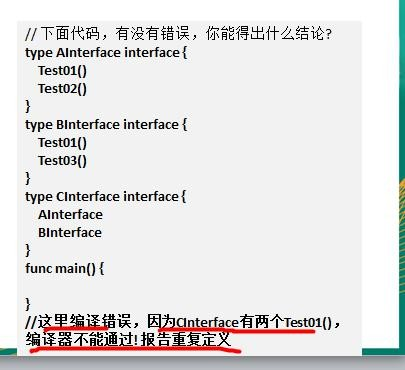 // 下面代码，有没有错误，你能得出什么结论?
type AInterface interface {
Test01()
Test02()
}
type BInterface interface {
Test01()
Test03()
}
type CInterface interface {
AInterface
BInterface
}
func main() {
}
//这里编译错误，因为CInterface有两个Test01()，
编译器不能通过! 报告重复定义